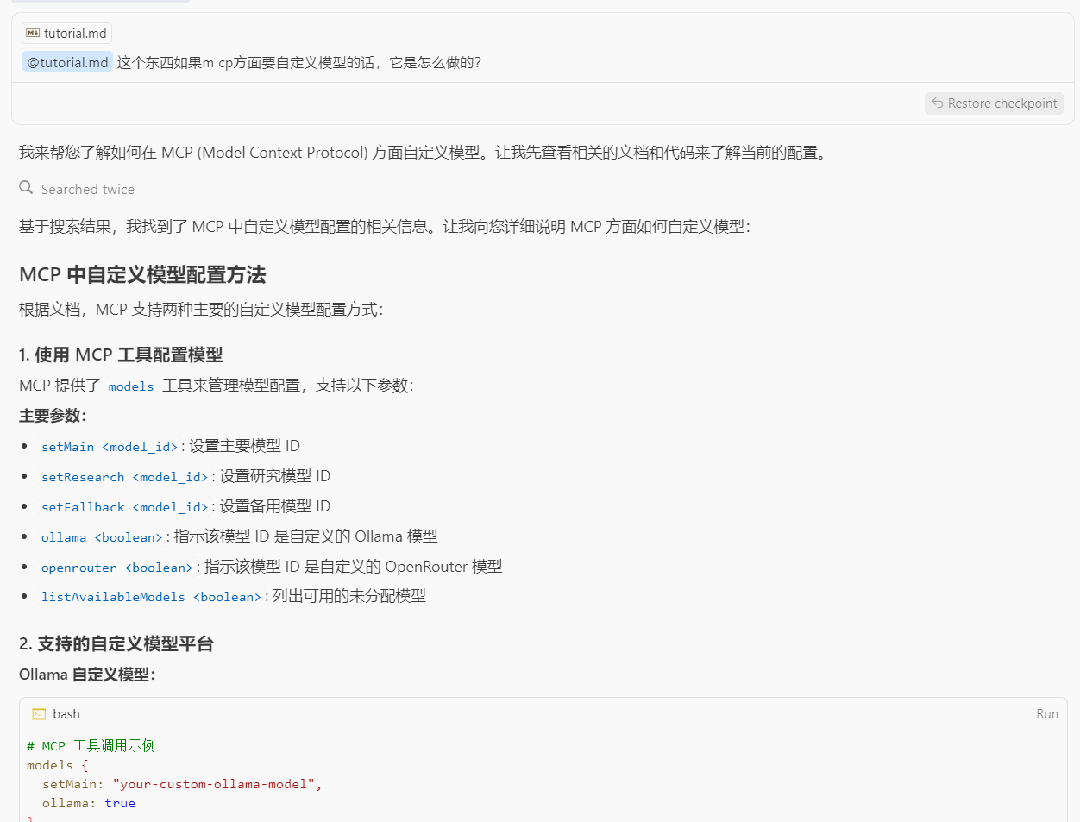 tutorial.md
@tutorial.md 这个东西如果m cp方面要自定义模型的话，它是怎么做的?
Restore checkpoint
我来帮您了解如何在 MCP (Model Context Protocol) 方面自定义模型。让我先查看相关的文档和代码来了解当前的配置。
Searched twice
基于搜索结果，我找到了 MCP 中自定义模型配置的相关信息。让我向您详细说明 MCP 方面如何自定义模型：
MCP 中自定义模型配置方法
根据文档，MCP 支持两种主要的自定义模型配置方式：
1. 使用 MCP 工具配置模型
MCP 提供了 models 工具来管理模型配置，支持以下参数：
主要参数：
setMain <model_id>：设置主要模型 ID
setResearch <model_id>：设置研究模型 ID
setFallback <model_id>：设置备用模型 ID
ollama <boolean>：指示该模型 ID 是自定义的 Ollama 模型
openrouter <boolean>：指示该模型 ID 是自定义的 OpenRouter 模型
listAvailableModels <boolean>：列出可用的未分配模型
2. 支持的自定义模型平台
Ollama 自定义模型：
bash
Run
# MCP 工具调用示例
models {
setMain: "your-custom-ollama-model",
ollama: true
}